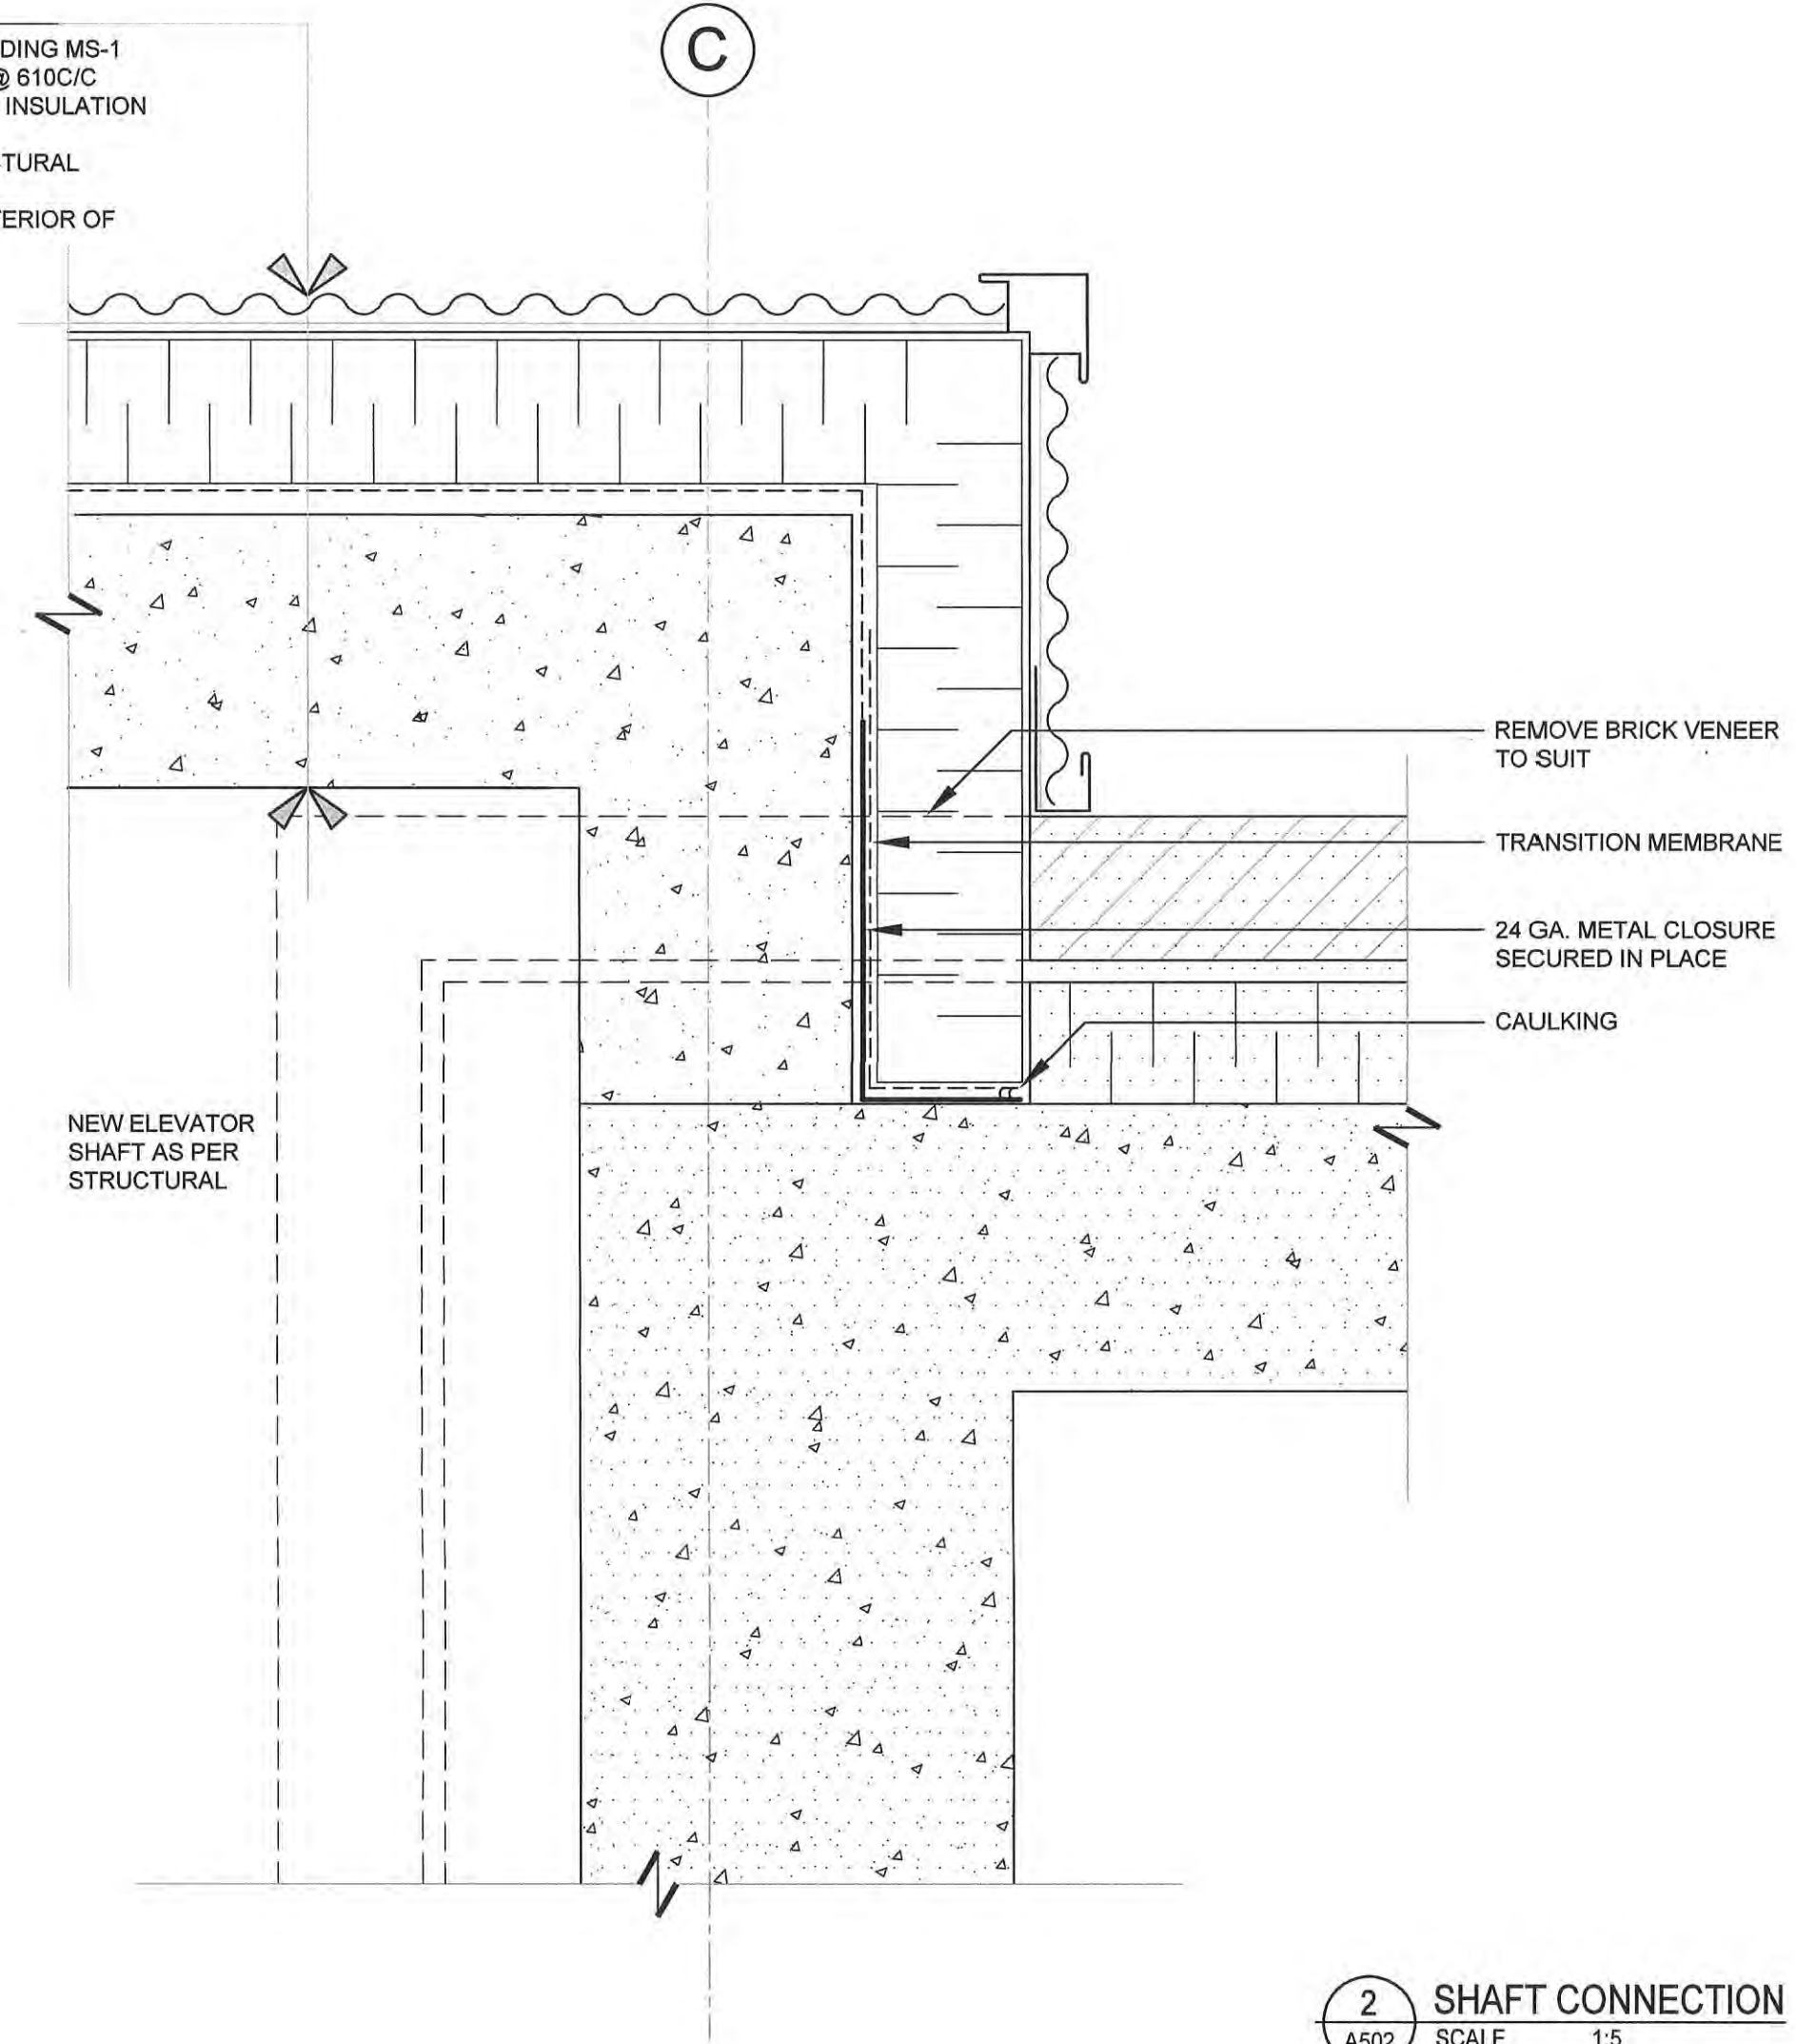 DING MS-1
@ 610C/C
INSULATION
TURAL
TERIOR OF
C
REMOVE BRICK VENEER
TO SUIT
TRANSITION MEMBRANE
24 GA. METAL CLOSURE
SECURED IN PLACE
CAULKING
NEW ELEVATOR
SHAFT AS PER
STRUCTURAL
2
A502
SHAFT CONNECTION
SCALE 1:5